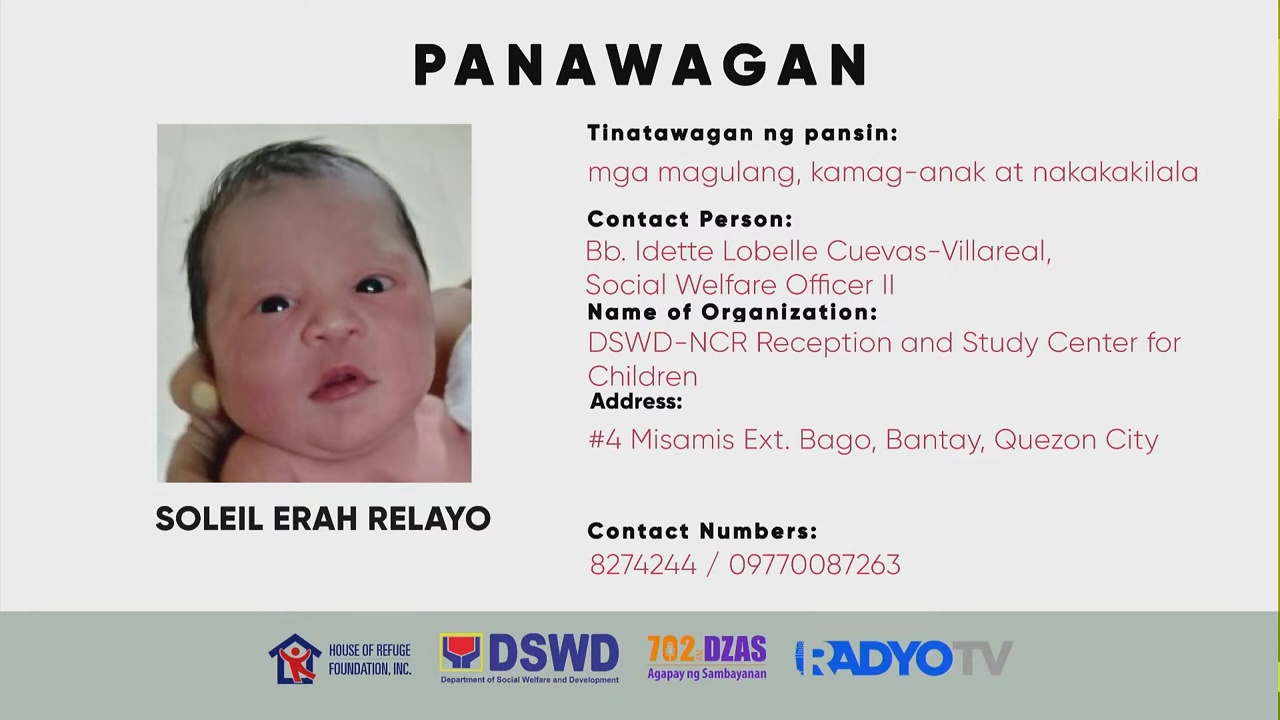 PANAWAGAN
Tinatawagan ng pansin:
mga magulang, kamag-anak at nakakakilala
Contact Person:
Bb. Idette Lobelle Cuevas-Villareal,
Social Welfare Officer II
Name of Organization:
DSWD-NCR Reception and Study Center for
Children
Address:
#4 Misamis Ext. Bago, Bantay, Quezon City
SOLEIL ERAH RELAYO
Contact Numbers:
8274244 / 09770087263
HOUSE OF REFUGE
FOUNDATION, INC.
DSWD
Department of Social Welfare and Development
702 DZAS
Agapay ng Sambayanan
RADYO TV